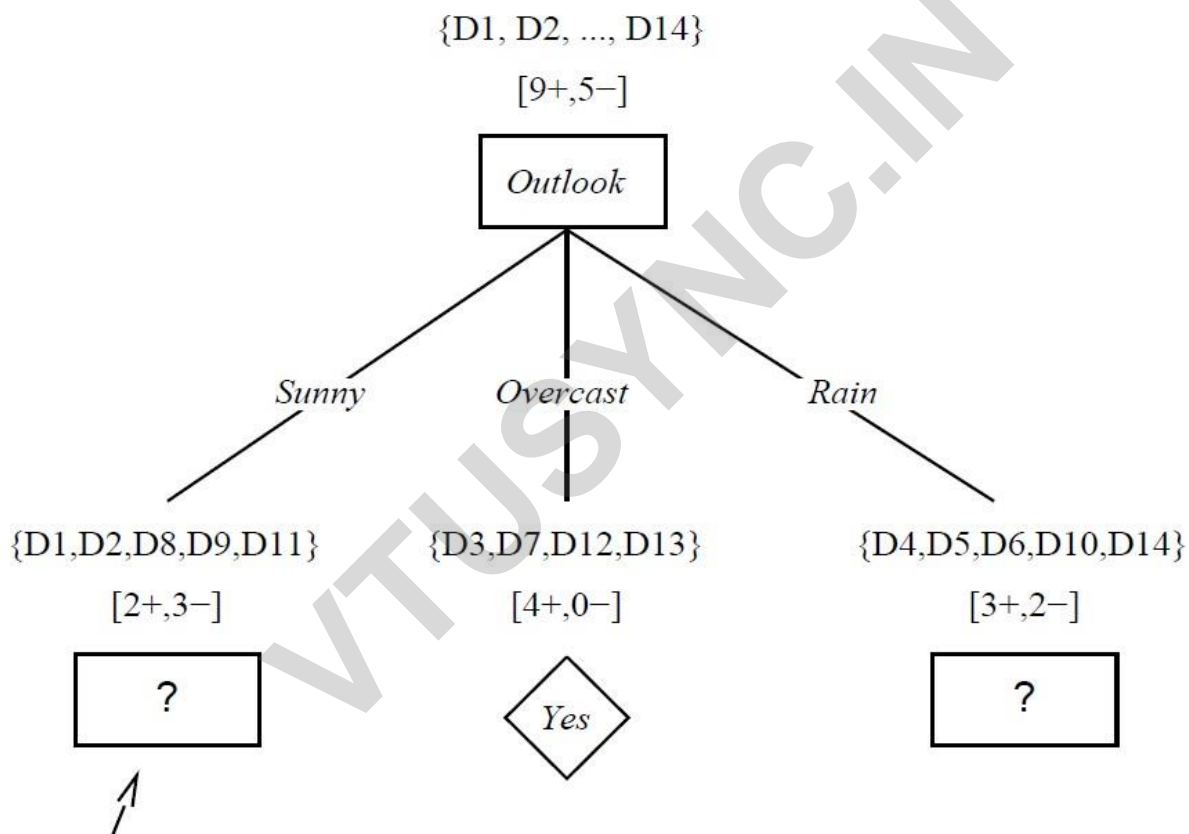 {D1, D2, ..., D14}
[9+,5−]
Outlook
Sunny Overcast Rain
{D1,D2,D8,D9,D11} {D3,D7,D12,D13} {D4,D5,D6,D10,D14}
[2+,3−] [4+,0−] [3+,2−]
? Yes ?
VTUSYNC.IN